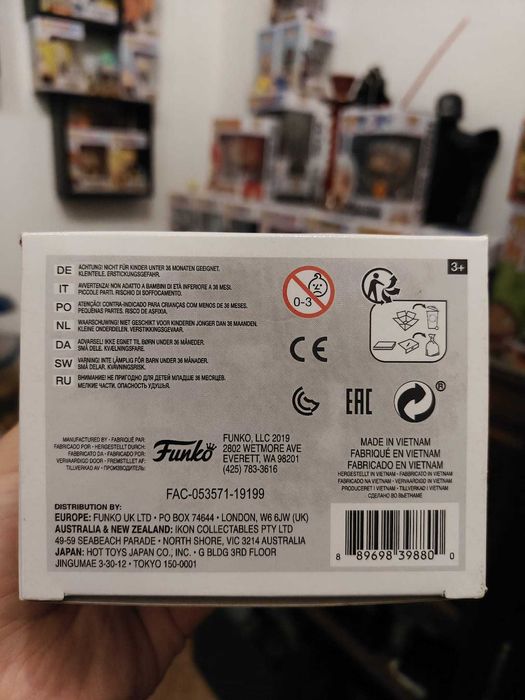 DE ACHTUNG! NICHT FÜR KINDER UNTER 36 MONATEN GEEIGNET.
KLEINTEILE. ERSTICKUNGSGEFAHR.
IT AVVERTENZA! NON ADATTO A BAMBINI DI ETÀ INFERIORE A 36 MESI.
PICCOLE PARTI. RISCHIO DI SOFFOCAMENTO.
PO ATENÇÃO! CONTRA-INDICADO PARA CRIANÇAS COM MENOS DE 36 MESES.
PEQUENAS PARTES. RISCO DE ASFIXIA.
NL WAARSCHUWING! NIET GESCHIKT VOOR KINDEREN JONGER DAN 36 MAANDEN.
KLEINE ONDERDELEN. VERSTIKKINGSGEVAAR.
DA ADVARSEL! IKKE EGNET TIL BØRN UNDER 36 MÅNEDER.
SMÅ DELE. KVÆLNINGSFARE.
SW VARNING! INTE LÄMPLIG FÖR BARN UNDER 36 MÅNADER.
SMÅ DELAR. KVÄVNINGSRISK.
RU ВНИМАНИЕ! НЕ ПРИГОДНО ДЛЯ ДЕТЕЙ МЛАДШЕ 36 МЕСЯЦЕВ.
МЕЛКИЕ ЧАСТИ. ОПАСНОСТЬ УДУШЬЯ.
0-3
3+
CE
EAC
®
MANUFACTURED BY • FABRIQUÉ PAR:
FABRICADO POR • HERGESTELLT DURCH:
FABBRICATO DA • FABRICADO POR:
VERVAARDIGD DOOR • FREMSTILLET AF:
TILLVERKAD AV • ПРОИЗВОДИТЕЛЬ:
Funko
FUNKO, LLC 2019
2802 WETMORE AVE
EVERETT, WA 98201
(425) 783-3616
MADE IN VIETNAM
FABRIQUÉ EN VIETNAM
FABRICADO EN VIETNAM
HERGESTELLT IN VIETNAM • FABBRICATO IN VIETNAM
FABRICADO NA VIETNAM • VERVAARDIGD IN VIETNAM
PRODUCERET I VIETNAM • TILLVERKAD I VIETNAM
СДЕЛАНО ВО ВЬЕТНАМЕ
FAC-053571-19199
DISTRIBUTION BY:
EUROPE: FUNKO UK LTD • PO BOX 74644 • LONDON, W6 6JW (UK)
AUSTRALIA & NEW ZEALAND: IKON COLLECTABLES PTY LTD
49-59 SEABEACH PARADE • NORTH SHORE, VIC 3214 AUSTRALIA
JAPAN: HOT TOYS JAPAN CO., INC. • G BLDG 3RD FLOOR
JINGUMAE 3-30-12 • TOKYO 150-0001
8 89698 39880 0